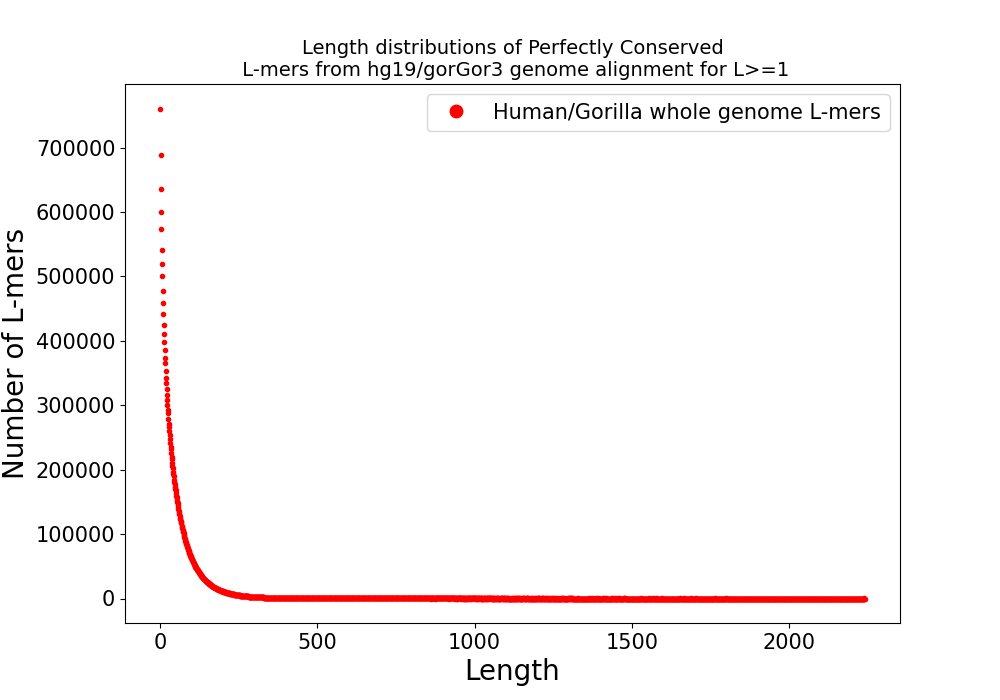 Length distributions of Perfectly Conserved
L-mers from hg19/gorGor3 genome alignment for L>=1
Human/Gorilla whole genome L-mers
Number of L-mers
700000
600000
500000
400000
300000
200000
100000
0
0 500 1000 1500 2000
Length